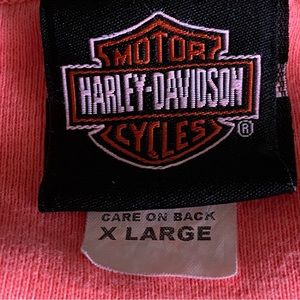 MOTOR
HARLEY-DAVIDSON
CYCLES
®
CARE ON BACK
X LARGE